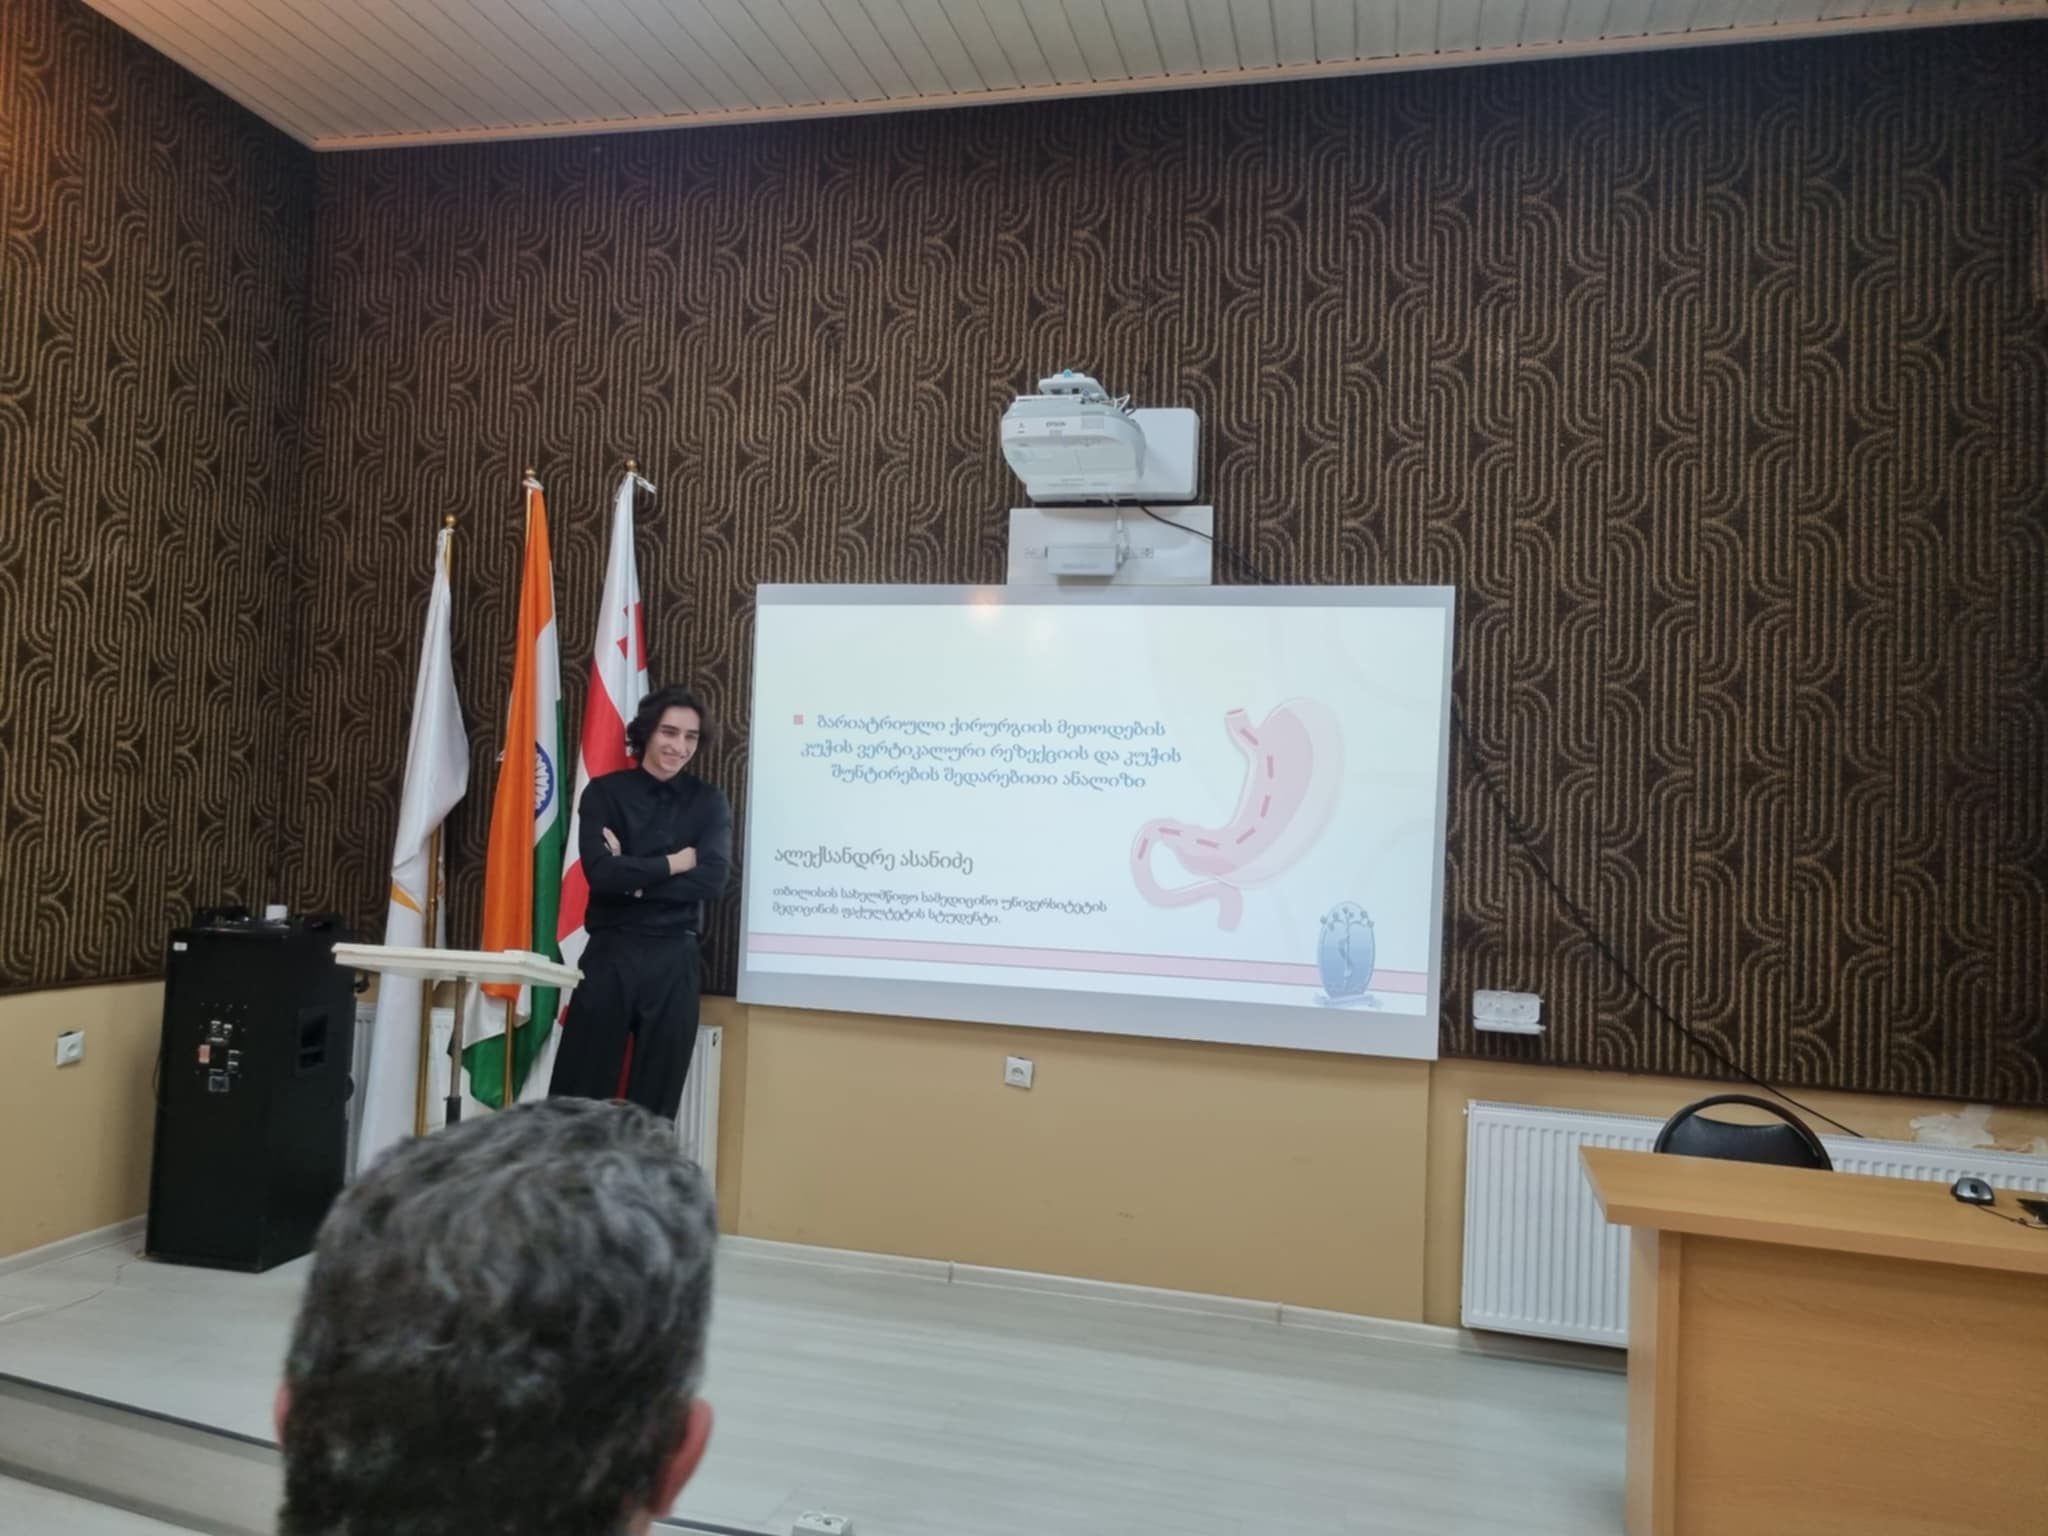 EPSON
ბარიატრიული ქირურგიის მეთოდების
კუჭის ვერტიკალური რეზექციის და კუჭის
შუნტირების შედარებითი ანალიზი
ალექსანდრე ასანიძე
თბილისის სახელმწიფო სამედიცინო უნივერსიტეტის
მედიცინის ფაკულტეტის სტუდენტი.